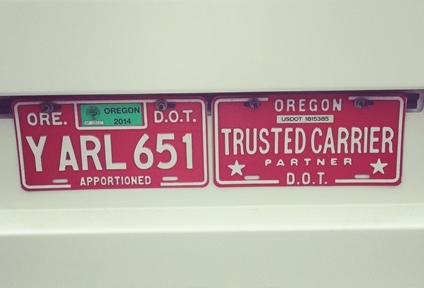 ORE. OREGON 2014 D.O.T.
Y ARL 651
APPORTIONED
OREGON
USDOT 1815385
TRUSTED CARRIER
PARTNER
D.O.T.